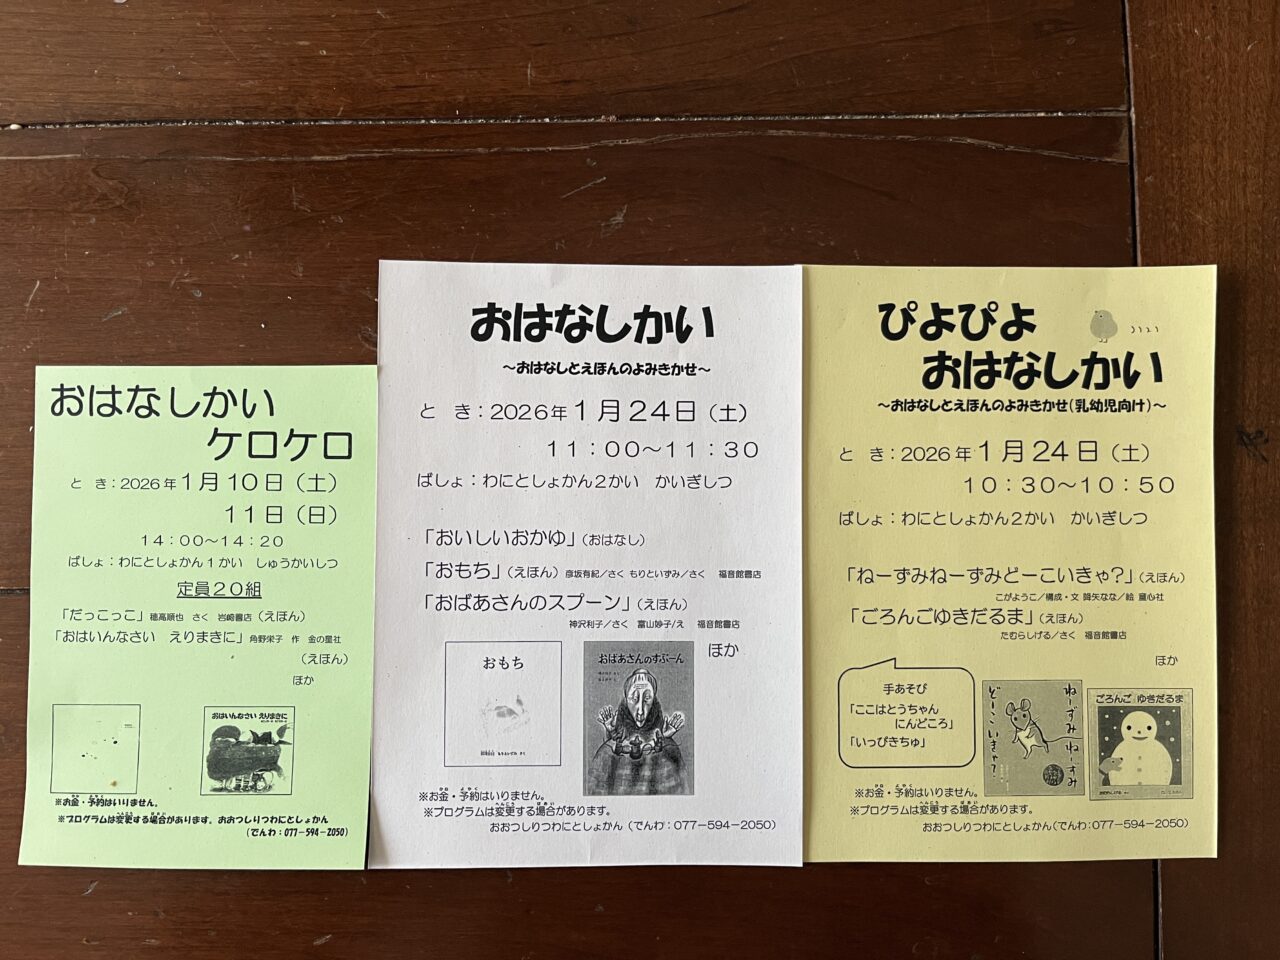 おはなしかい
ケロケロ
と き：2026年1月10日（土）
11日（日）
14：00～14：20
ばしょ：わにとしょかん1かい しゅうかいしつ
定員20組
「だっこっこ」穂高順也 さく 岩崎書店（えほん）
「おはいんなさい えりまきに」角野栄子 作 金の星社
（えほん）
ほか
おはいんなさい えりまきに
※お金・予約はいりません。
※プログラムは変更する場合があります。おおつしりつわにとしょかん
（でんわ：077-594-2050）
おはなしかい
～おはなしとえほんのよみきかせ～
と き：2026年1月24日（土）
11：00～11：30
ばしょ：わにとしょかん2かい かいぎしつ
「おいしいおかゆ」（おはなし）
「おもち」（えほん）彦坂有紀／さく もりといずみ／さく 福音館書店
「おばあさんのスプーン」（えほん）
神沢利子／さく 富山妙子／え 福音館書店
ほか
おもち
おばあさんのすぷーん
※お金・予約はいりません。
※プログラムは変更する場合があります。
おおつしりつわにとしょかん（でんわ：077-594-2050）
ぴよぴよ
おはなしかい
～おはなしとえほんのよみきかせ（乳幼児向け）～
と き：2026年1月24日（土）
10：30～10：50
ばしょ：わにとしょかん2かい かいぎしつ
「ねーずみねーずみどーこいきゃ？」（えほん）
こがようこ／構成・文 降矢なな／絵 童心社
「ごろんごゆきだるま」（えほん）
たむらしげる／さく 福音館書店
ほか
手あそび
「ここはとうちゃん
にんどころ」
「いっぴきちゅ」
ねーずみねーずみ
どーこいきゃ？
ごろんご ゆきだるま
※お金・予約はいりません。
※プログラムは変更する場合があります。
おおつしりつわにとしょかん（でんわ：077-594-2050）